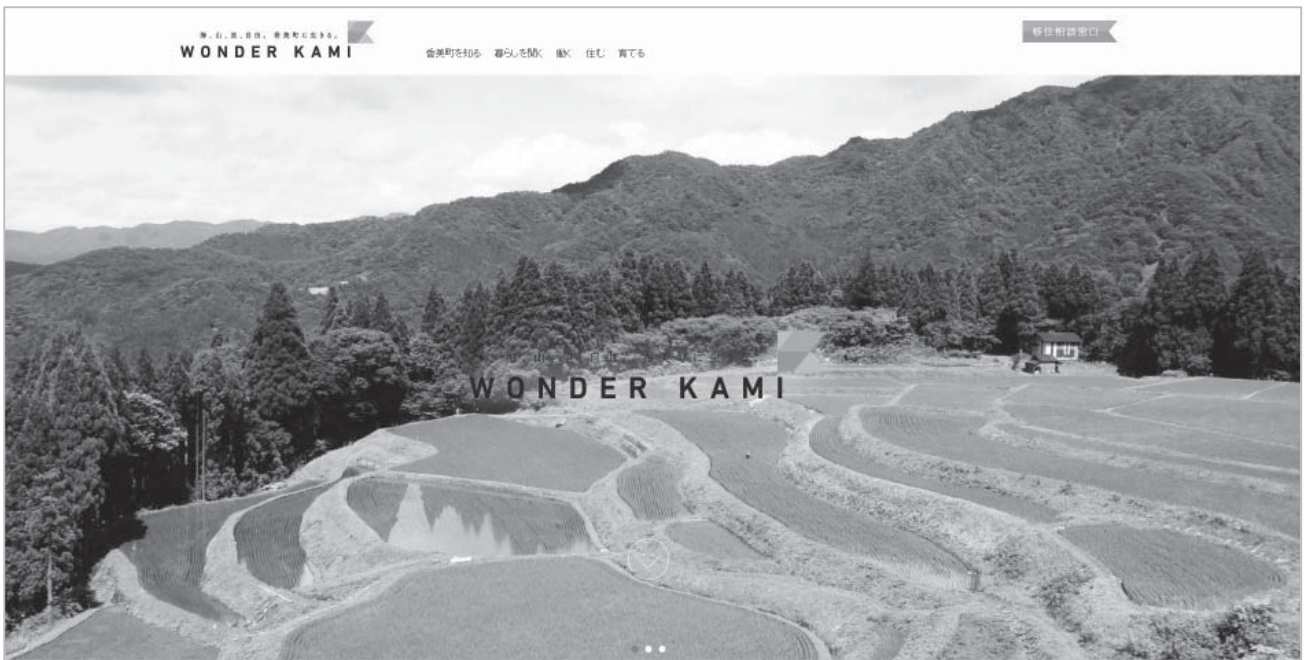 海、山、良、自由。香美町に生きる。
WONDER KAMI
香美町を知る 暮らしを聞く 働く 住む 育てる
移住相談窓口
WONDER KAMI